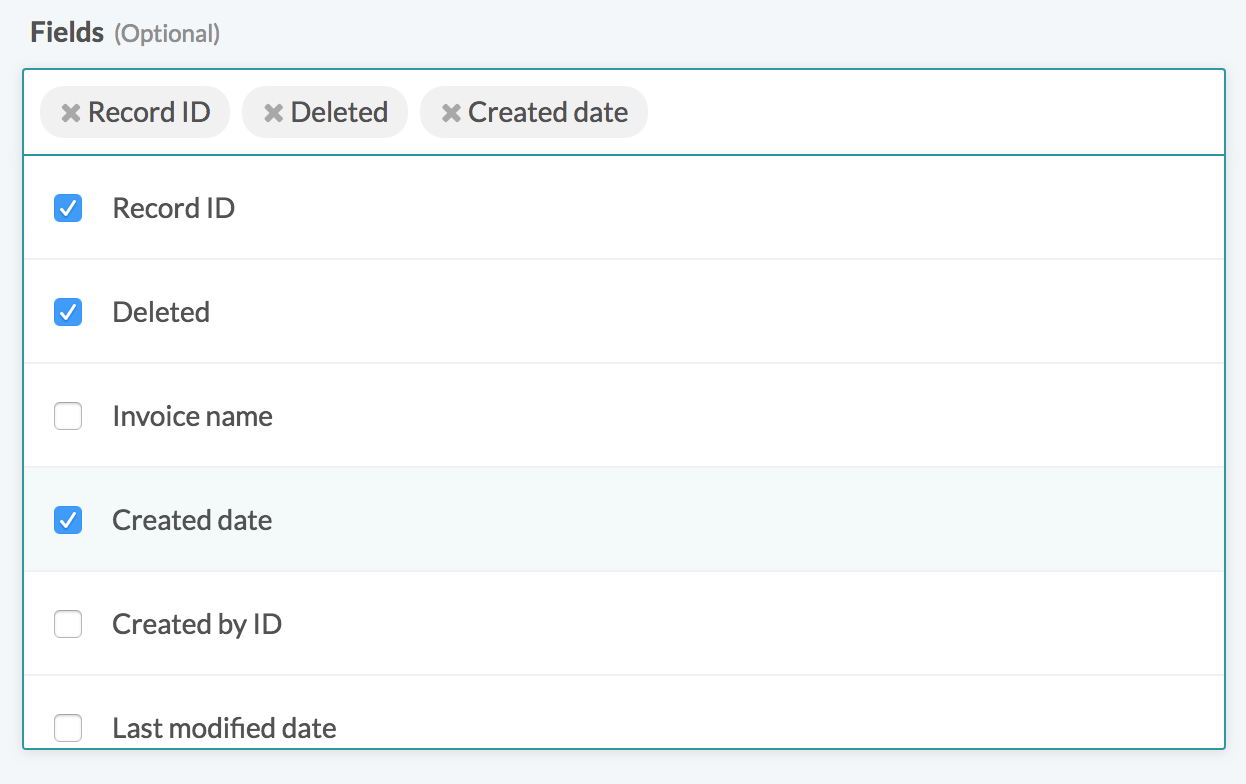 Fields (Optional)
Record ID Deleted Created date
Record ID
Deleted
Invoice name
Created date
Created by ID
Last modified date